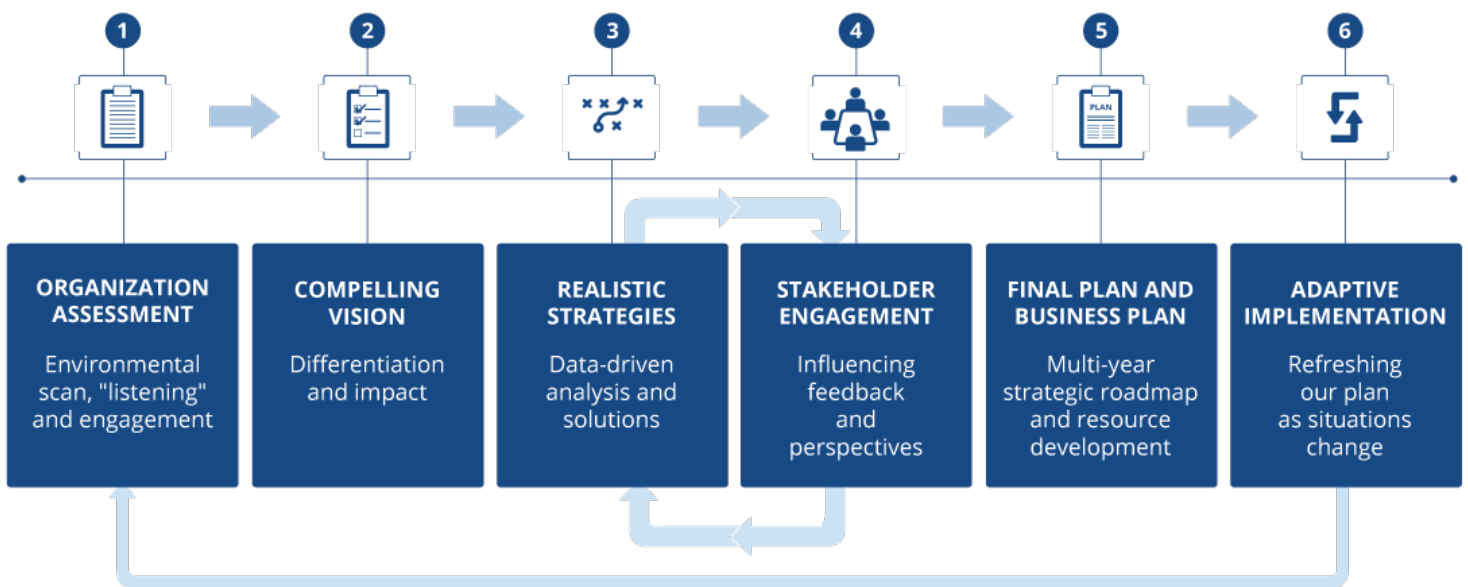 1
2
3
4
5
6
PLAN
ORGANIZATION
ASSESSMENT
Environmental
scan, "listening"
and engagement
COMPELLING
VISION
Differentiation
and impact
REALISTIC
STRATEGIES
Data-driven
analysis and
solutions
STAKEHOLDER
ENGAGEMENT
Influencing
feedback
and
perspectives
FINAL PLAN AND
BUSINESS PLAN
Multi-year
strategic roadmap
and resource
development
ADAPTIVE
IMPLEMENTATION
Refreshing
our plan
as situations
change